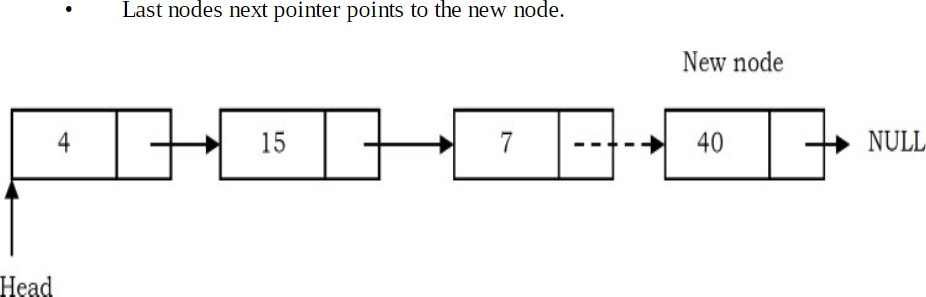 • Last nodes next pointer points to the new node.
New node
4 15 7 40 NULL
Head